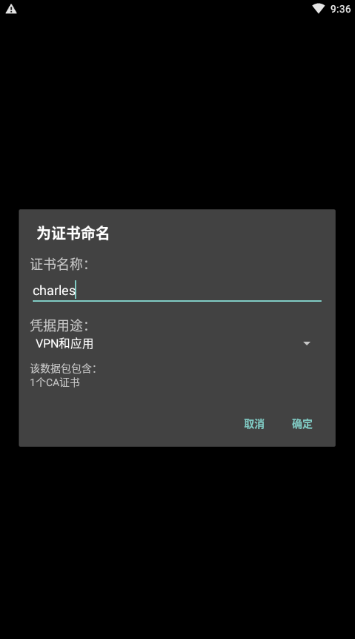 9:36
为证书命名
证书名称：
charles
凭据用途：
VPN和应用
该数据包包含：
1个CA证书
取消 确定